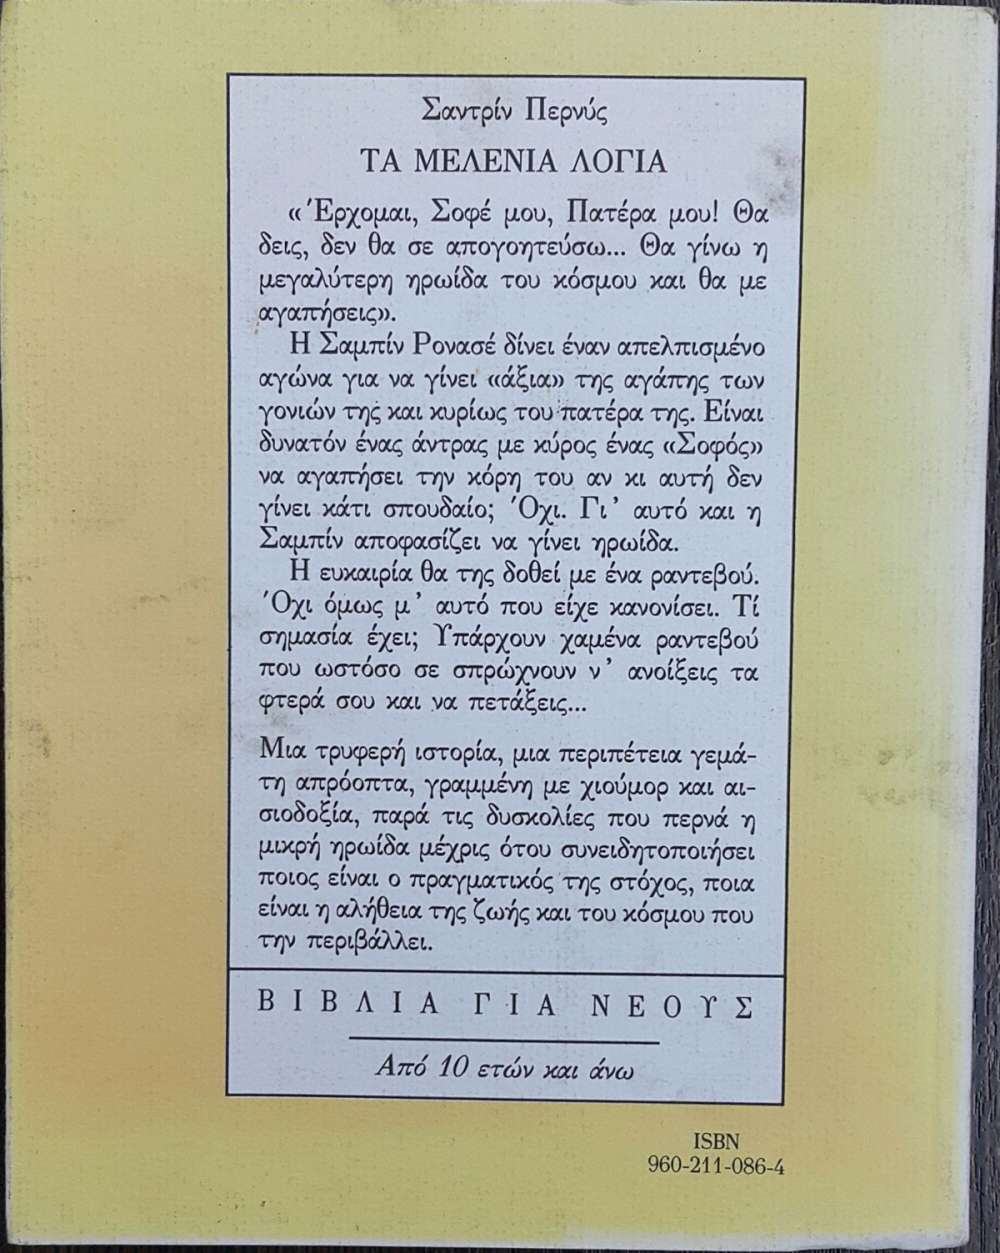 Σαντρίν Περνύς
ΤΑ ΜΕΛΕΝΙΑ ΛΟΓΙΑ
« Έρχομαι, Σοφέ μου, Πατέρα μου! Θα
δεις, δεν θα σε απογοητεύσω... Θα γίνω η
μεγαλύτερη ηρωίδα του κόσμου και θα με
αγαπήσεις».
Η Σαμπίν Ρονασέ δίνει έναν απελπισμένο
αγώνα για να γίνει «άξια» της αγάπης των
γονιών της και κυρίως του πατέρα της. Είναι
δυνατόν ένας άντρας με κύρος ένας «Σοφός»
να αγαπήσει την κόρη του αν κι αυτή δεν
γίνει κάτι σπουδαίο; Όχι. Γι' αυτό και η
Σαμπίν αποφασίζει να γίνει ηρωίδα.
Η ευκαιρία θα της δοθεί με ένα ραντεβού.
Όχι όμως μ' αυτό που είχε κανονίσει. Τί
σημασία έχει; Υπάρχουν χαμένα ραντεβού
που ωστόσο σε σπρώχνουν ν' ανοίξεις τα
φτερά σου και να πετάξεις...
Μια τρυφερή ιστορία, μια περιπέτεια γεμά-
τη απρόοπτα, γραμμένη με χιούμορ και αι-
σιοδοξία, παρά τις δυσκολίες που περνά η
μικρή ηρωίδα μέχρις ότου συνειδητοποιήσει
ποιος είναι ο πραγματικός της στόχος, ποια
είναι η αλήθεια της ζωής και του κόσμου που
την περιβάλλει.
ΒΙΒΛΙΑ ΓΙΑ ΝΕΟΥΣ
Από 10 ετών και άνω
ISBN
960-211-086-4